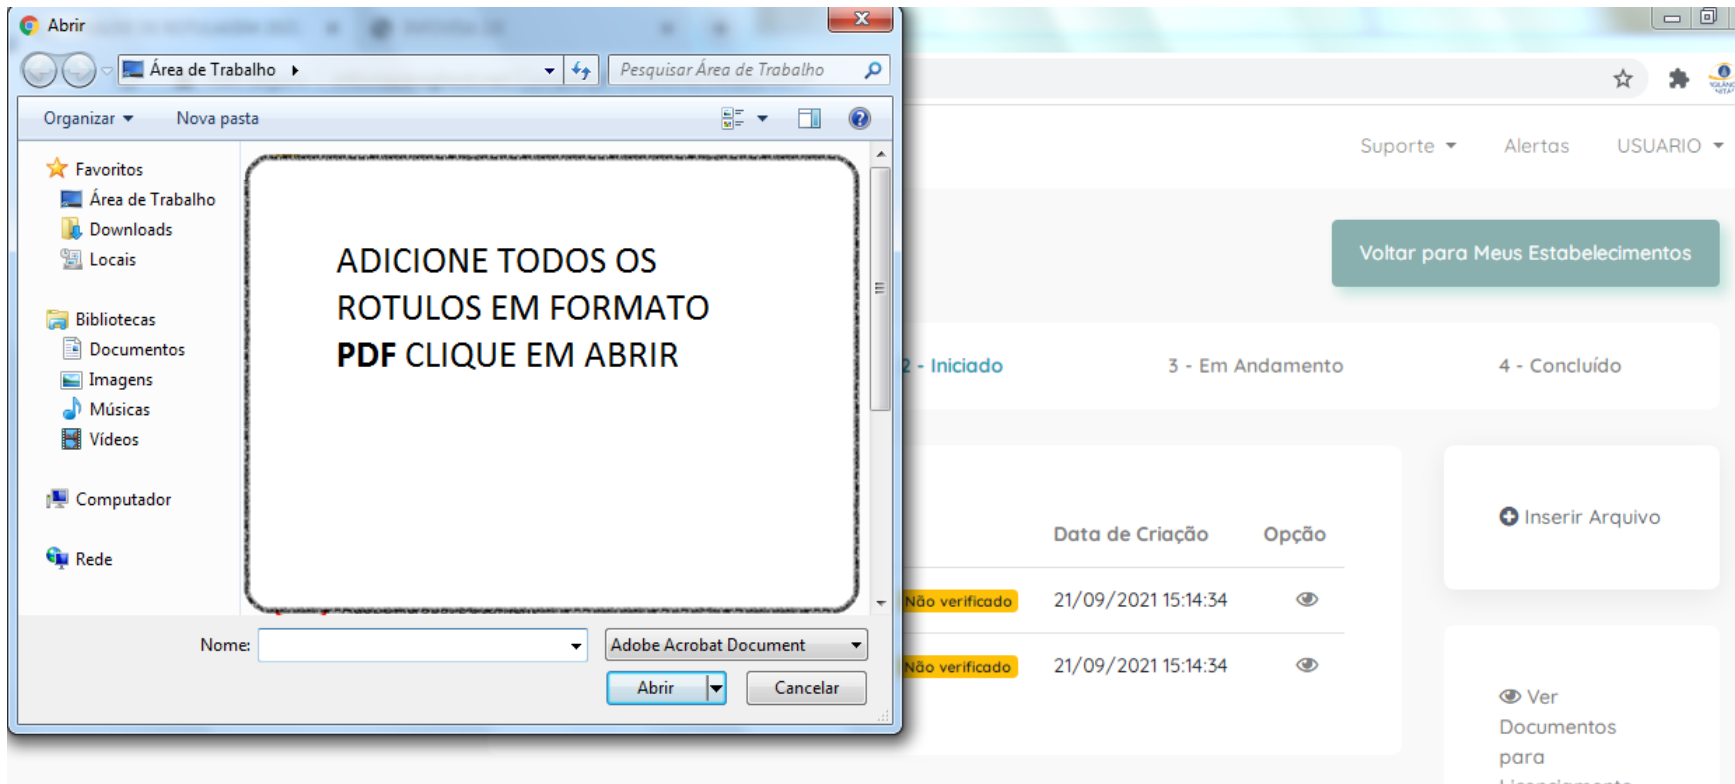 Abrir
Área de Trabalho
Pesquisar Área de Trabalho
Organizar
Nova pasta
Favoritos
Área de Trabalho
Downloads
Locais
Bibliotecas
Documentos
Imagens
Músicas
Vídeos
Computador
Rede
ADICIONE TODOS OS
ROTULOS EM FORMATO
PDF CLIQUE EM ABRIR
Nome:
Adobe Acrobat Document
Abrir
Cancelar
Suporte
Alertas
USUARIO
Voltar para Meus Estabelecimentos
2 - Iniciado
3 - Em Andamento
4 - Concluído
Data de Criação
Opção
Não verificado
21/09/2021 15:14:34
Não verificado
21/09/2021 15:14:34
Inserir Arquivo
Ver
Documentos
para
Licenciamento